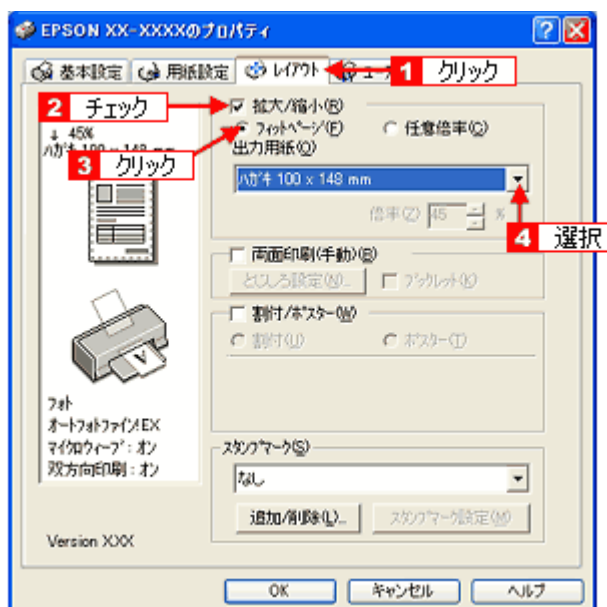 EPSON XX-XXXXのプロパティ
基本設定 用紙設定 レイアウト ユー
1 クリック
2 チェック
拡大/縮小(R)
↓ 45%
フィットページ(F) 任意倍率(C)
3 クリック
出力用紙(O)
ハガキ 100 x 148 mm
倍率(Z) 45 %
4 選択
両面印刷(手動)(B)
とじしろ設定(N)... ブックレット(K)
割付/ポスター(W)
割付(U) ポスター(T)
フォト
オートフォトファイン!EX
マイクロウィーブ : オン
双方向印刷 : オン
スタンプマーク(S)
なし
追加/削除(L)... スタンプマーク設定(M)
Version XXX
OK キャンセル ヘルプ